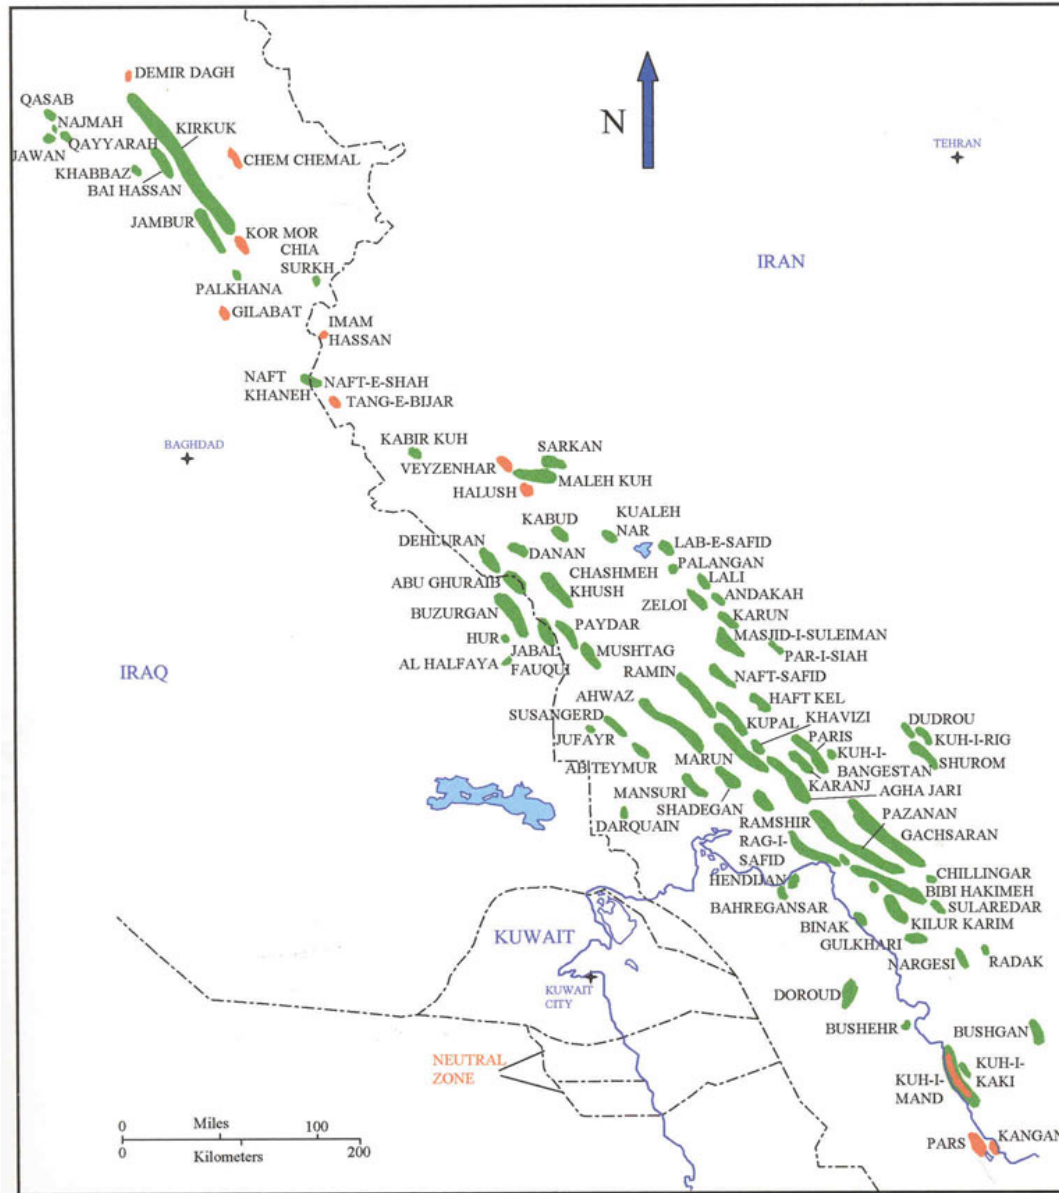 DEMIR DAGH
QASAB
NAJMAH
KIRKUK
QAYYARAH
JAWAN
CHEM CHEMAL
KHABBAZ
BAI HASSAN
JAMBUR
KOR MOR
CHIA
SURKH
PALKHANA
GILABAT
IMAM
HASSAN
NAFT
KHANEH
NAFT-E-SHAH
TANG-E-BIJAR
N
TEHRAN
IRAN
BAGHDAD
KABIR KUH
SARKAN
VEYZENHAR
MALEH KUH
HALUSH
KABUD
KUALEH
NAR
DEHLURAN
DANAN
LAB-E-SAFID
PALANGAN
ABU GHURAIB
CHASHMEH
KHUSH
LALI
ZELOI
ANDAKAH
BUZURGAN
KARUN
PAYDAR
MASJID-I-SULEIMAN
HUR
JABAL
FAUQUI
MUSHTAG
PAR-I-SIAH
AL HALFAYA
IRAQ
RAMIN
NAFT-SAFID
AHWAZ
HAFT KEL
SUSANGERD
KUPAL
KHAVIZI
DUDROU
JUFAYR
PARIS
KUH-I-RIG
ABITEYMUR
MARUN
KUH-I-
BANGESTAN
SHUROM
KARANJ
MANSURI
SHADEGAN
AGHA JARI
DARQUAIN
RAMSHIR
PAZANAN
RAG-I-
SAFID
GACHSARAN
HENDIJAN
CHILLINGAR
BAHREGANSAR
BIBI HAKIMEH
SULAREDAR
BINAK
KILUR KARIM
GULKHARI
KUWAIT
NARGESI
RADAK
KUWAIT
CITY
DOROUD
BUSHEHR
BUSHGAN
NEUTRAL
ZONE
KUH-I-
KAKI
KUH-I-
MAND
PARS
KANGAN
0 Miles 100
0 Kilometers 200